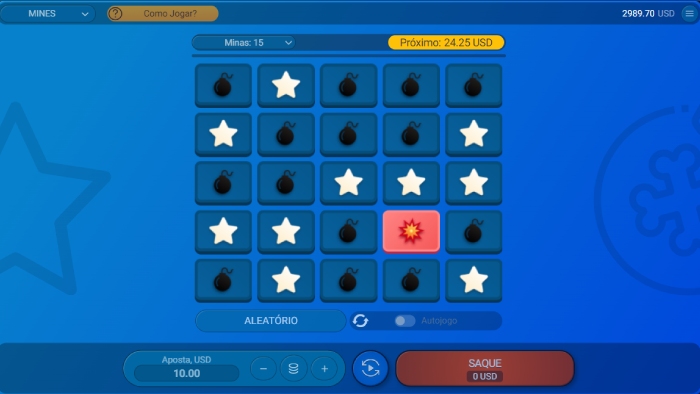 MINES
? Como Jogar?
2989.70 USD
Minas: 15
Próximo: 24.25 USD
ALEATÓRIO
Autojogo
Aposta, USD
10.00
SAQUE
0 USD